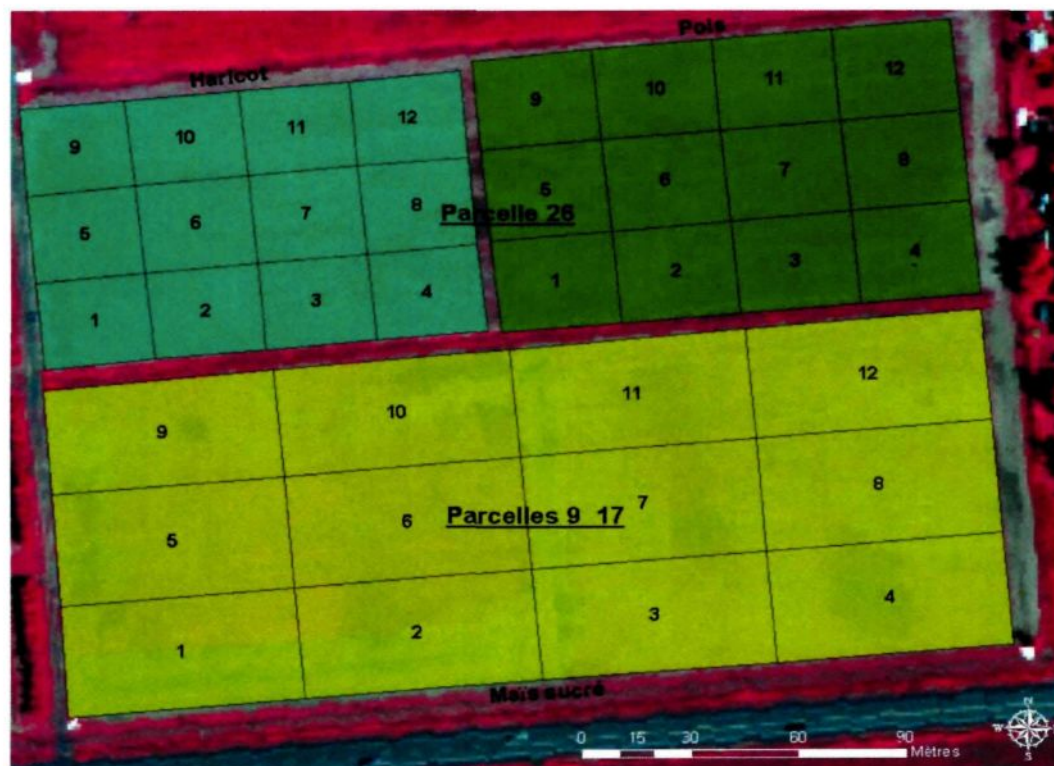 Pois
Haricot
9 10 11 12
9 10 11 12
5 6 7 8
5 6 7 8
Parcelle 26
1 2 3 4
1 2 3 4
9 10 11 12
5 6 7 8
Parcelles 9_17
1 2 3 4
Maïs sucré
N
W E
S
0 15 30 60 90
Mètres